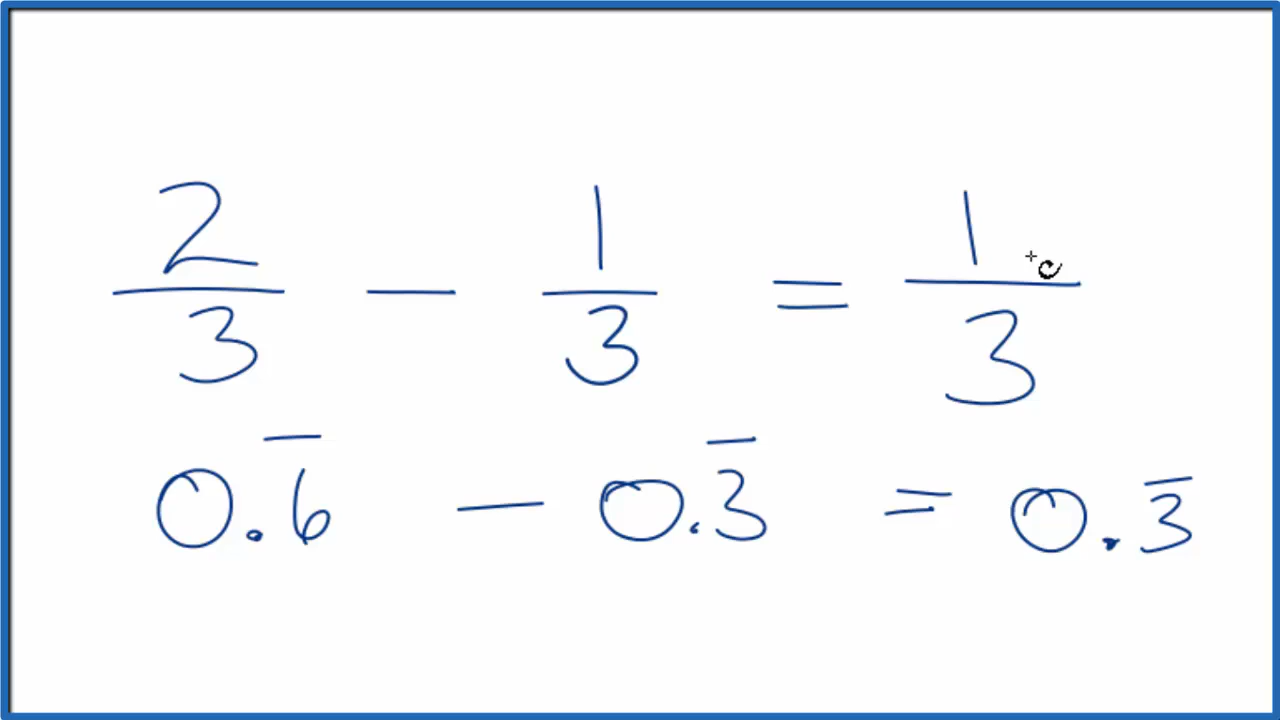 2/3 — 1/3 = 1/3
0.6̅ — 0.3̅ = 0.3̅